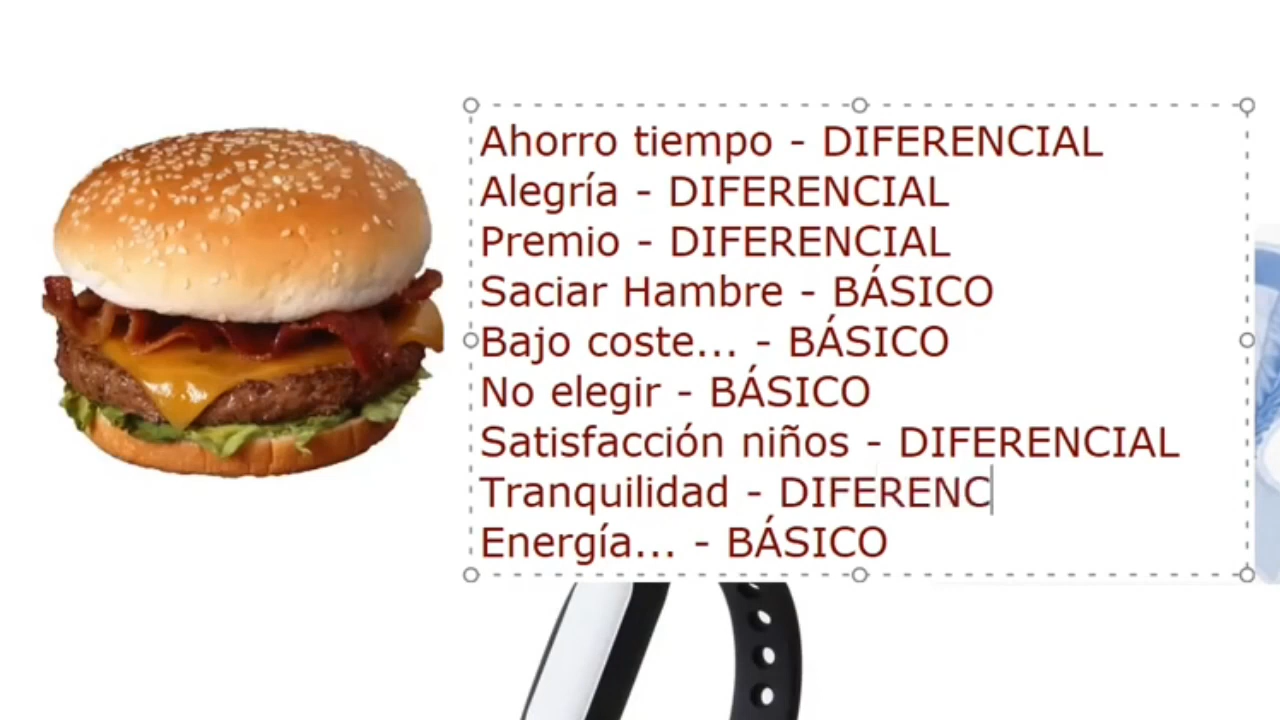 Ahorro tiempo - DIFERENCIAL
Alegría - DIFERENCIAL
Premio - DIFERENCIAL
Saciar Hambre - BÁSICO
Bajo coste... - BÁSICO
No elegir - BÁSICO
Satisfacción niños - DIFERENCIAL
Tranquilidad - DIFERENC
Energía... - BÁSICO